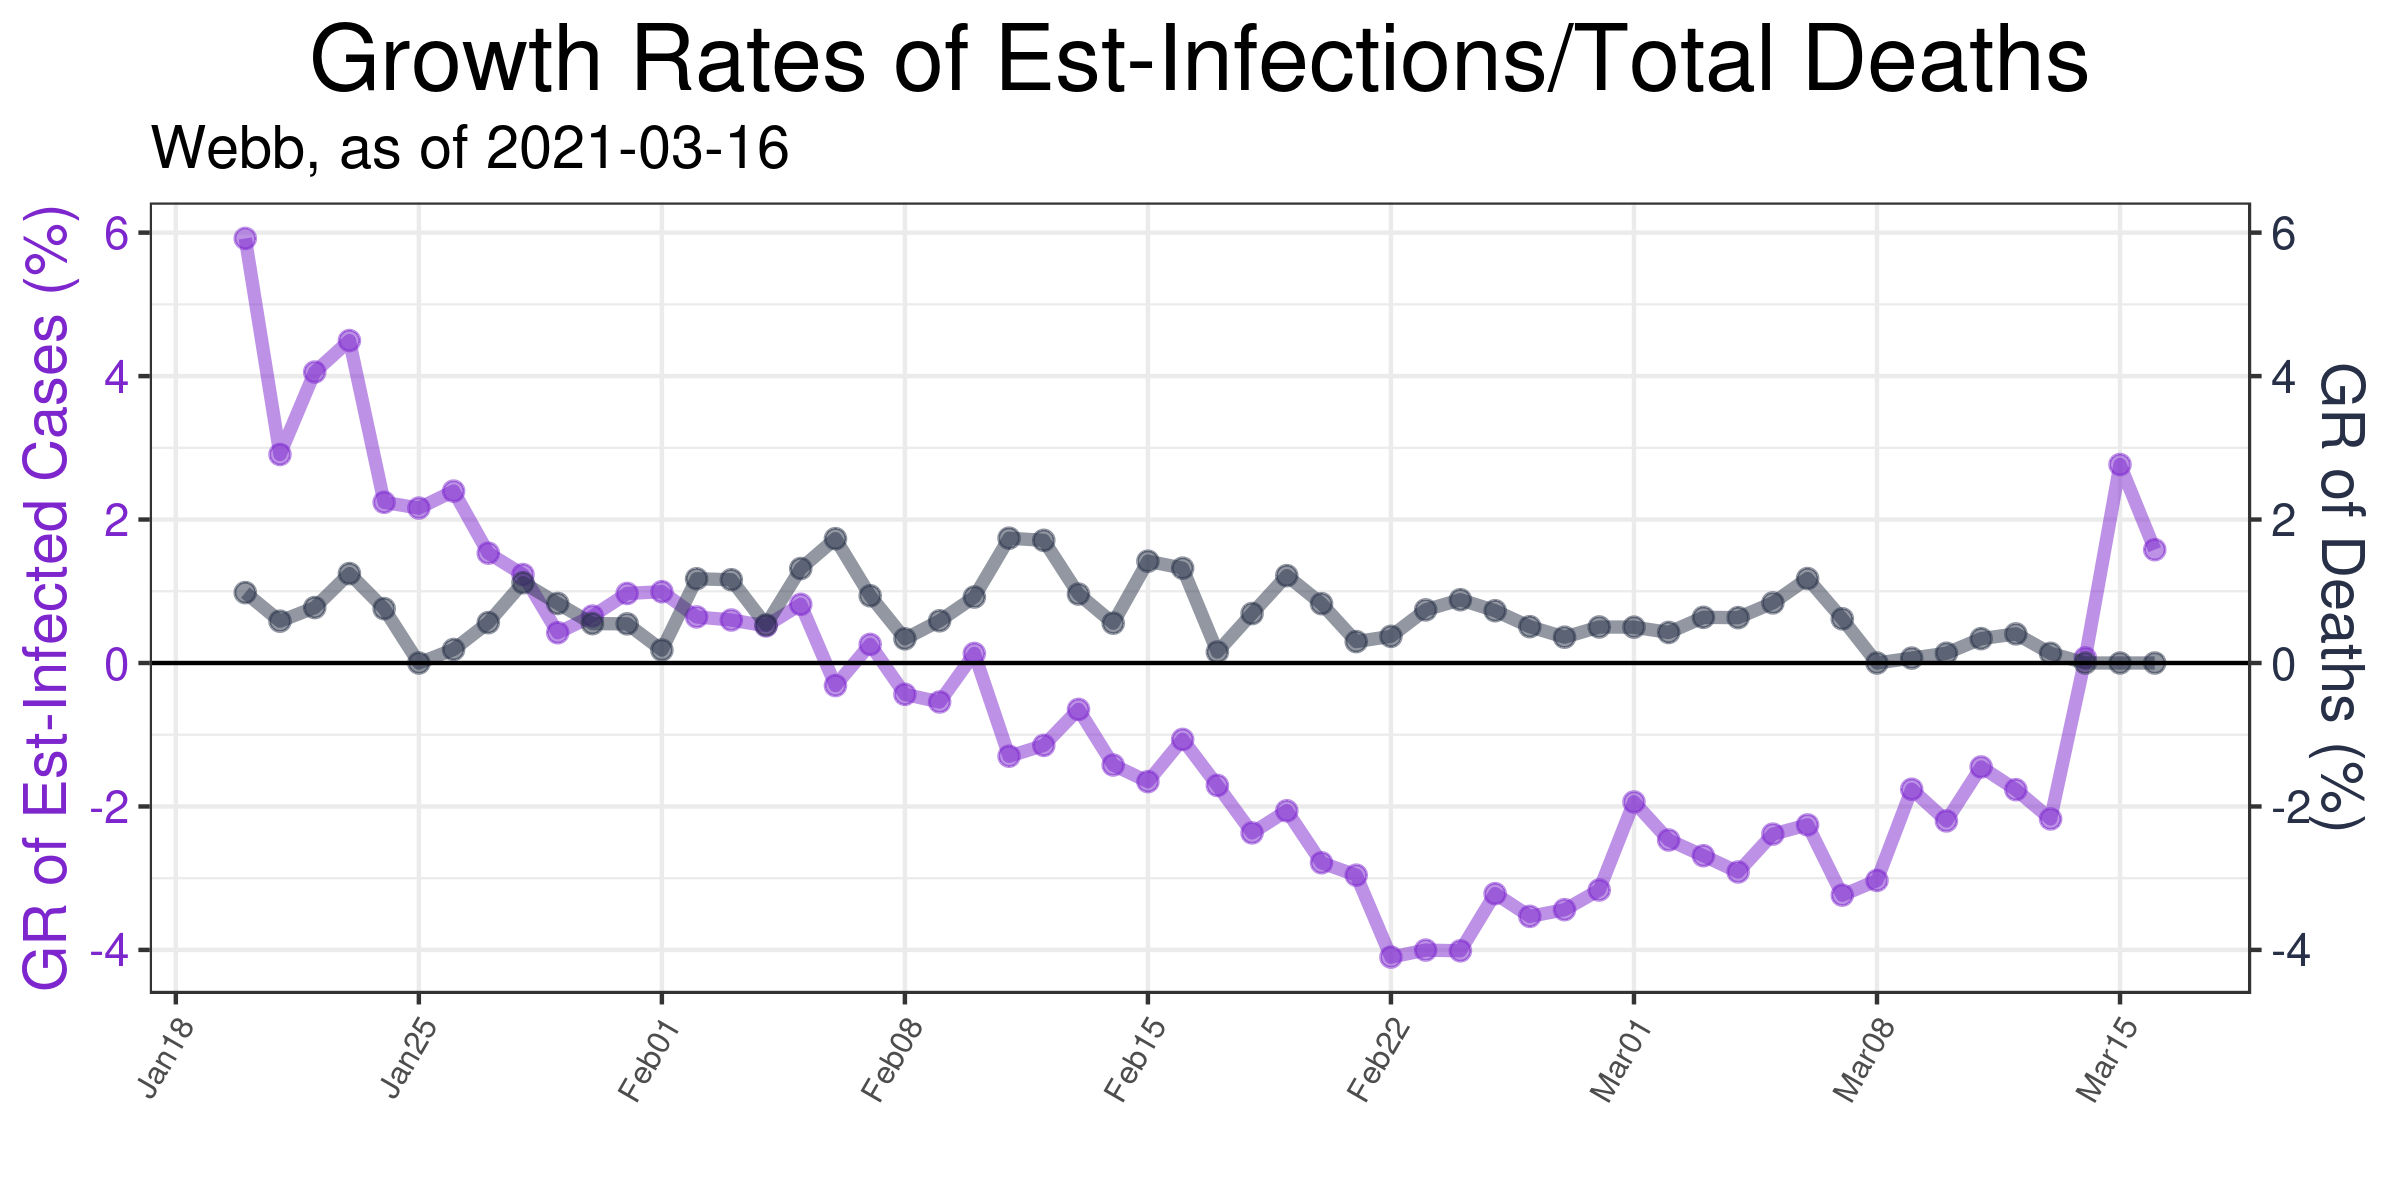 Growth Rates of Est-Infections/Total Deaths
Webb, as of 2021-03-16
GR of Est-Infected Cases (%)
6
4
2
0
-2
-4
6
4
2
0
-2
-4
GR of Deaths (%)
Jan18
Jan25
Feb01
Feb08
Feb15
Feb22
Mar01
Mar08
Mar15